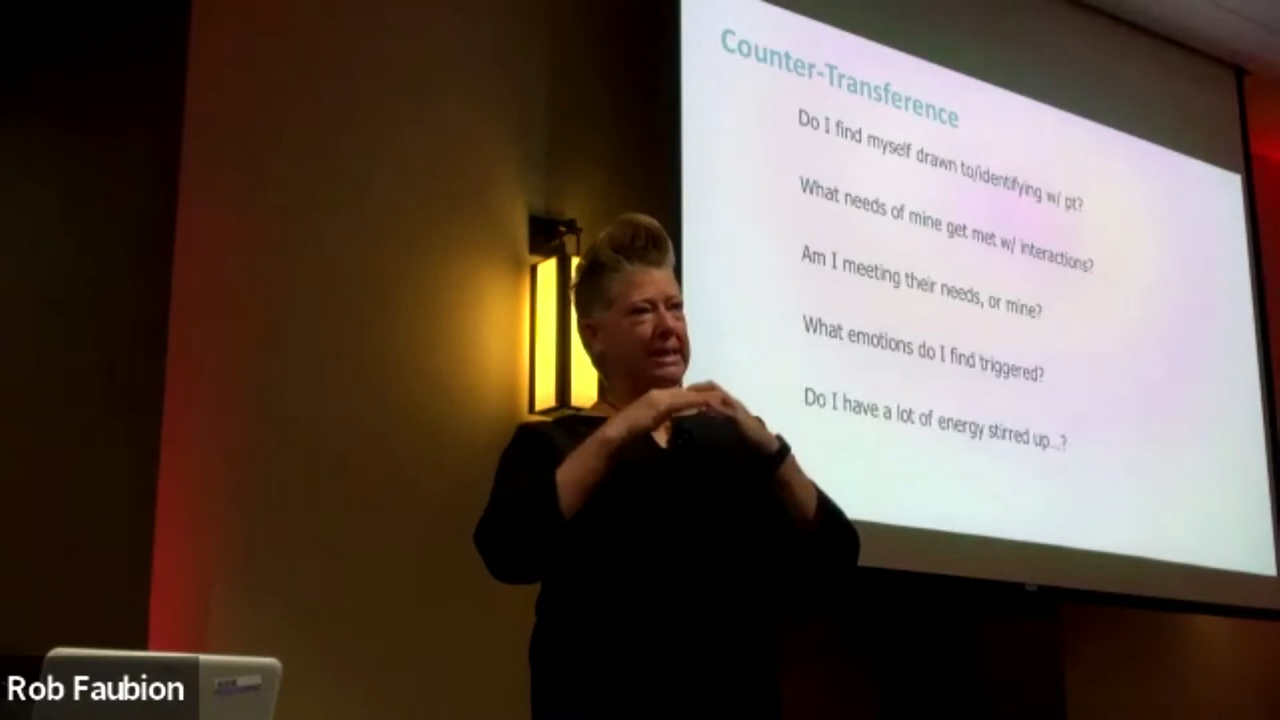 Counter-Transference
Do I find myself drawn to/identifying w/ pt?
What needs of mine get met w/ interactions?
Am I meeting their needs, or mine?
What emotions do I find triggered?
Do I have a lot of energy stirred up...?
Rob Faubion